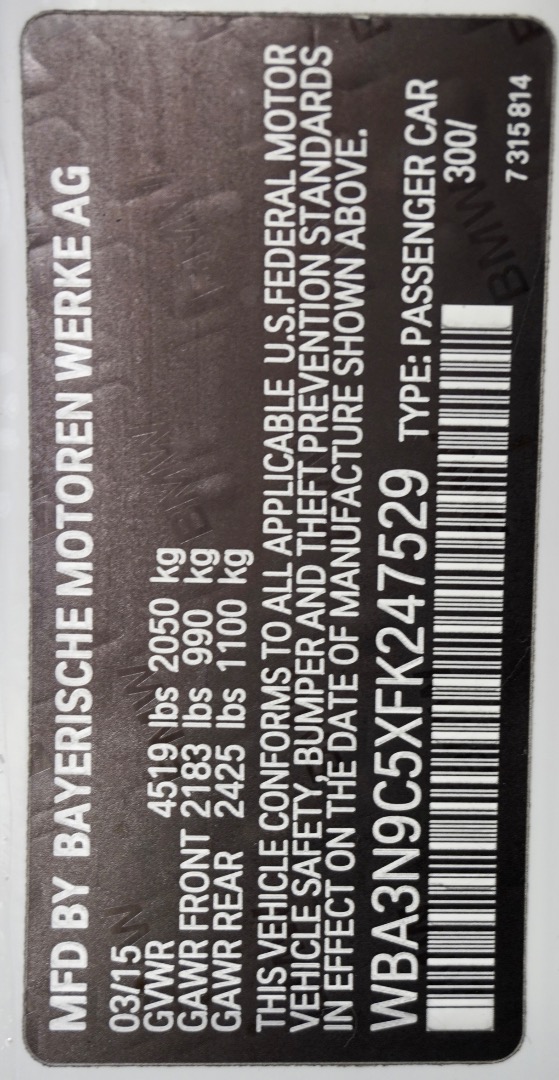 MFD BY BAYERISCHE MOTOREN WERKE AG
03/15
GVWR 4519 lbs 2050 kg
GAWR FRONT 2183 lbs 990 kg
GAWR REAR 2425 lbs 1100 kg
THIS VEHICLE CONFORMS TO ALL APPLICABLE U.S.FEDERAL MOTOR
VEHICLE SAFETY, BUMPER AND THEFT PREVENTION STANDARDS
IN EFFECT ON THE DATE OF MANUFACTURE SHOWN ABOVE.
WBA3N9C5XFK247529 TYPE: PASSENGER CAR
300/
7 315 814